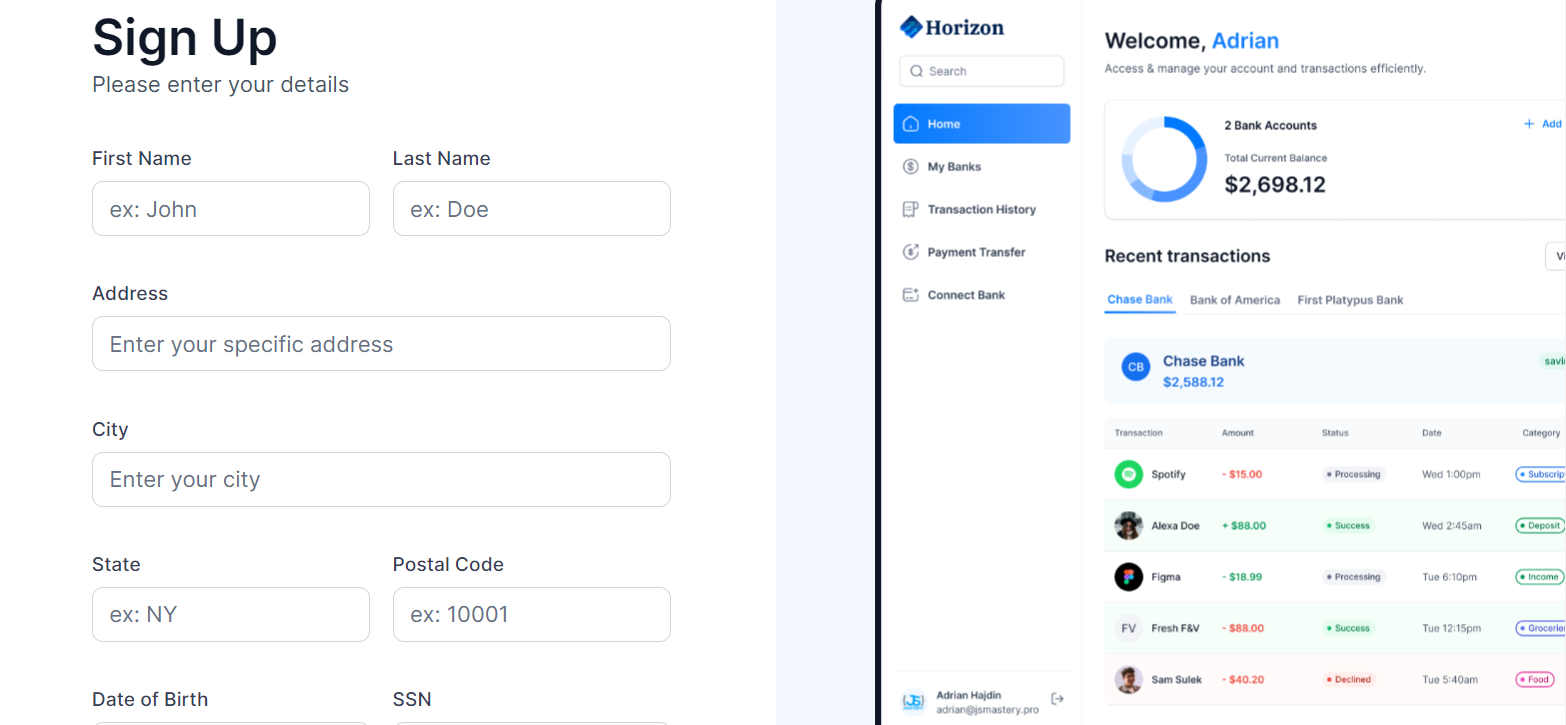 Sign Up
Please enter your details
First Name
Last Name
ex: John
ex: Doe
Address
Enter your specific address
City
Enter your city
State
Postal Code
ex: NY
ex: 10001
Date of Birth
SSN
Horizon
Search
Home
My Banks
Transaction History
Payment Transfer
Connect Bank
Adrian Hajdin
adrian@jsmastery.pro
Welcome, Adrian
Access & manage your account and transactions efficiently.
2 Bank Accounts
+ Add
Total Current Balance
$2,698.12
Recent transactions
Chase Bank Bank of America First Platypus Bank
CB
Chase Bank
$2,588.12
Transaction Amount Status Date Category
Spotify - $15.00 Processing Wed 1:00pm
Alexa Doe + $88.00 Success Wed 2:45am Deposit
Figma - $18.99 Processing Tue 6:10pm Income
FV Fresh F&V - $88.00 Success Tue 12:15pm
Sam Sulek - $40.20 Declined Tue 5:40am Food